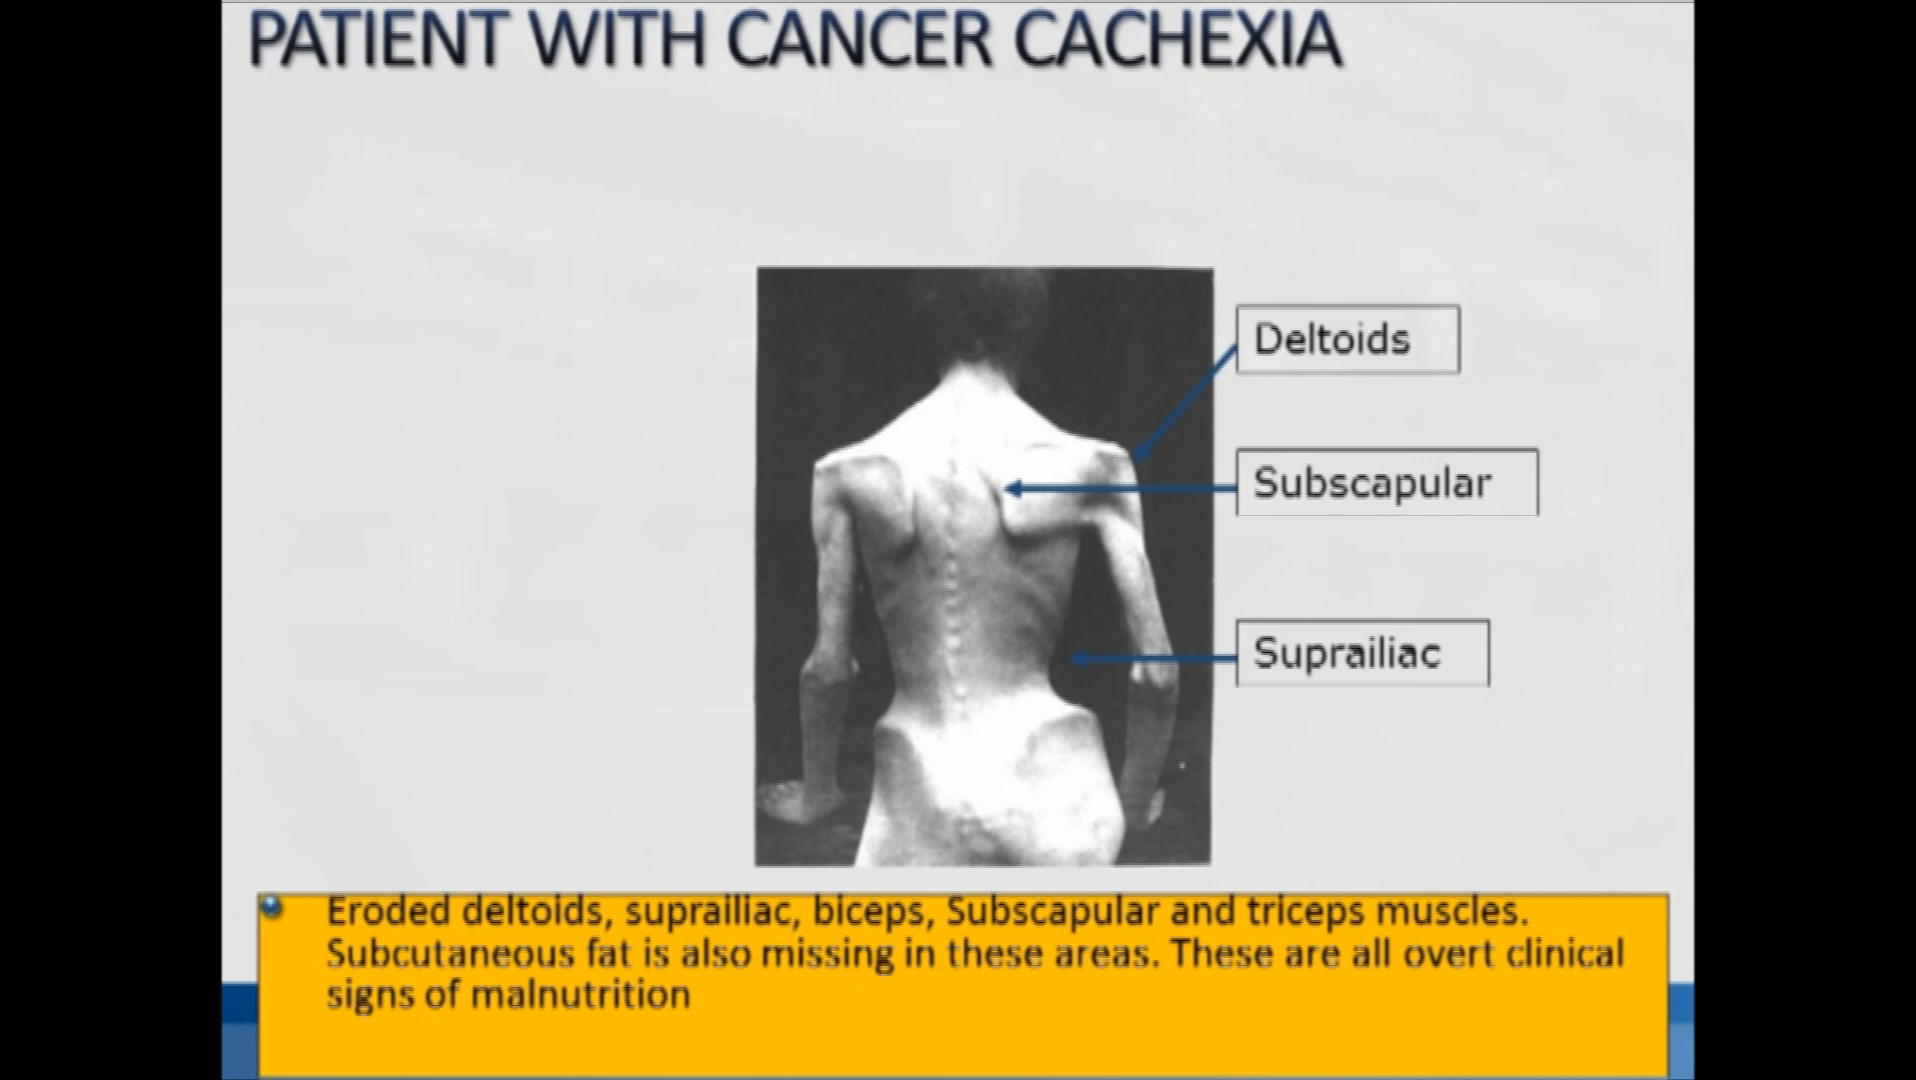 PATIENT WITH CANCER CACHEXIA
Deltoids
Subscapular
Suprailiac
Eroded deltoids, suprailiac, biceps, Subscapular and triceps muscles.
Subcutaneous fat is also missing in these areas. These are all overt clinical
signs of malnutrition